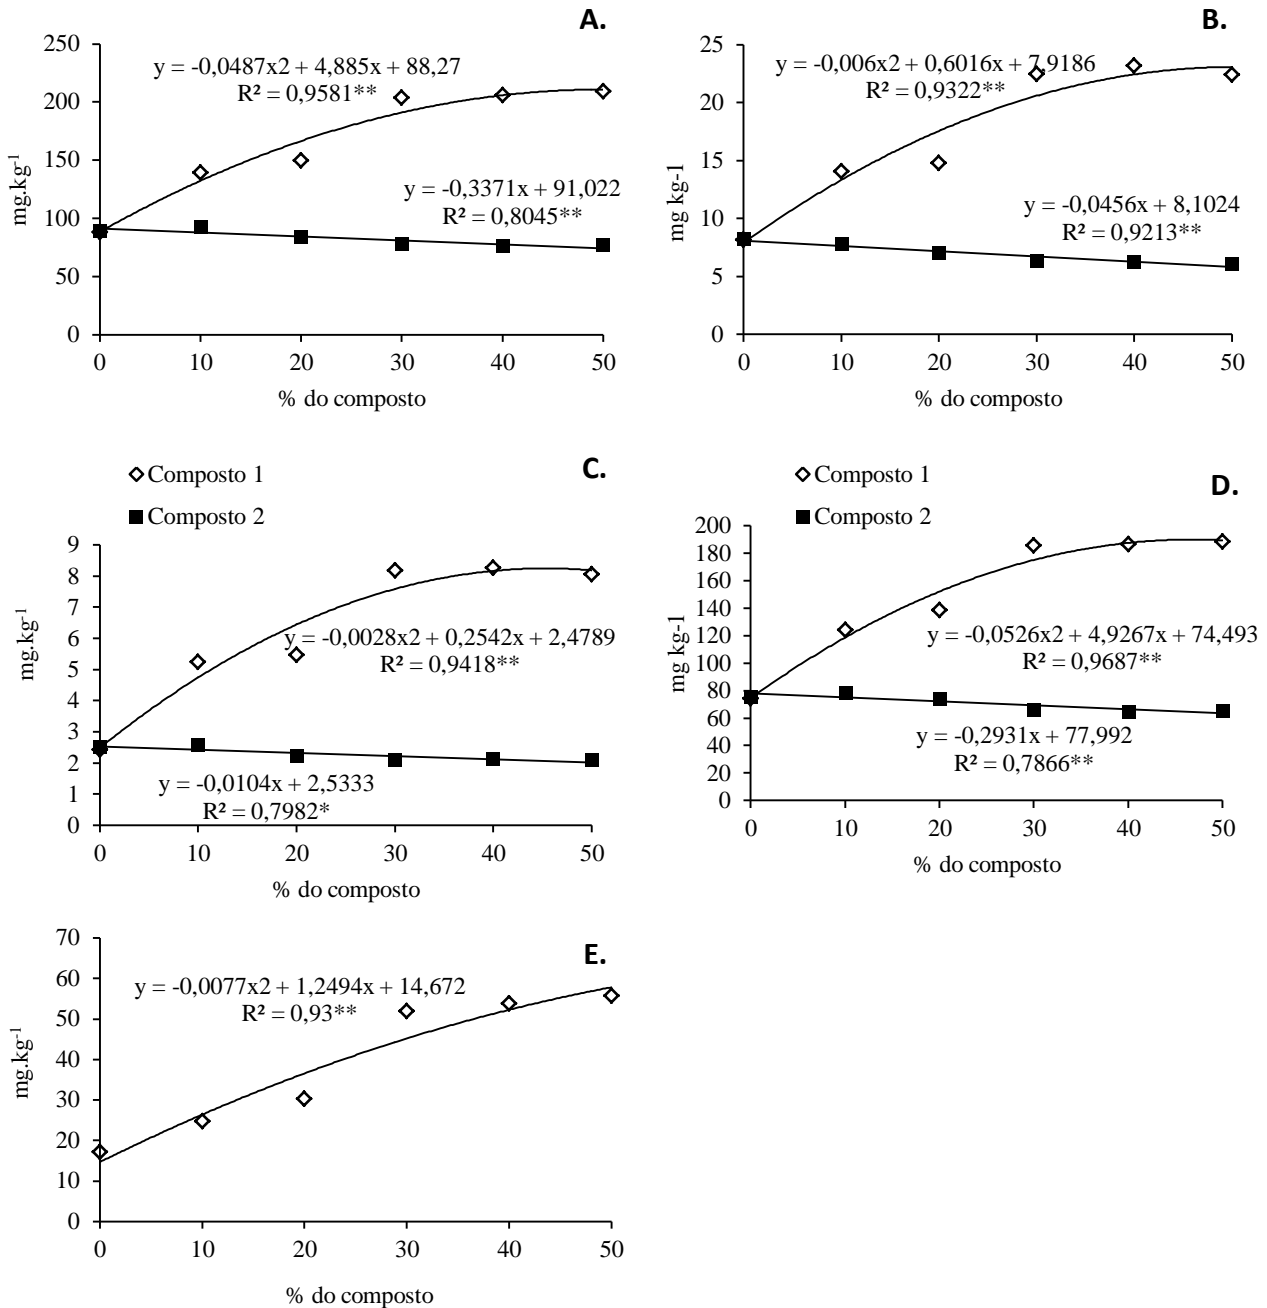 A.
250
200
150
100
50
0
mg.kg-1
y = -0,0487x2 + 4,885x + 88,27
R² = 0,9581**
y = -0,3371x + 91,022
R² = 0,8045**
0 10 20 30 40 50
% do composto
B.
25
20
15
10
5
0
mg kg-1
y = -0,006x2 + 0,6016x + 7,9186
R² = 0,9322**
y = -0,0456x + 8,1024
R² = 0,9213**
0 10 20 30 40 50
% do composto
Composto 1
Composto 2
C.
9
8
7
6
5
4
3
2
1
0
mg.kg-1
y = -0,0028x2 + 0,2542x + 2,4789
R² = 0,9418**
y = -0,0104x + 2,5333
R² = 0,7982*
0 10 20 30 40 50
% do composto
Composto 1
Composto 2
D.
200
180
160
140
120
100
80
60
40
20
0
mg kg-1
y = -0,0526x2 + 4,9267x + 74,493
R² = 0,9687**
y = -0,2931x + 77,992
R² = 0,7866**
0 10 20 30 40 50
% do composto
E.
70
60
50
40
30
20
10
0
mg.kg-1
y = -0,0077x2 + 1,2494x + 14,672
R² = 0,93**
0 10 20 30 40 50
% do composto